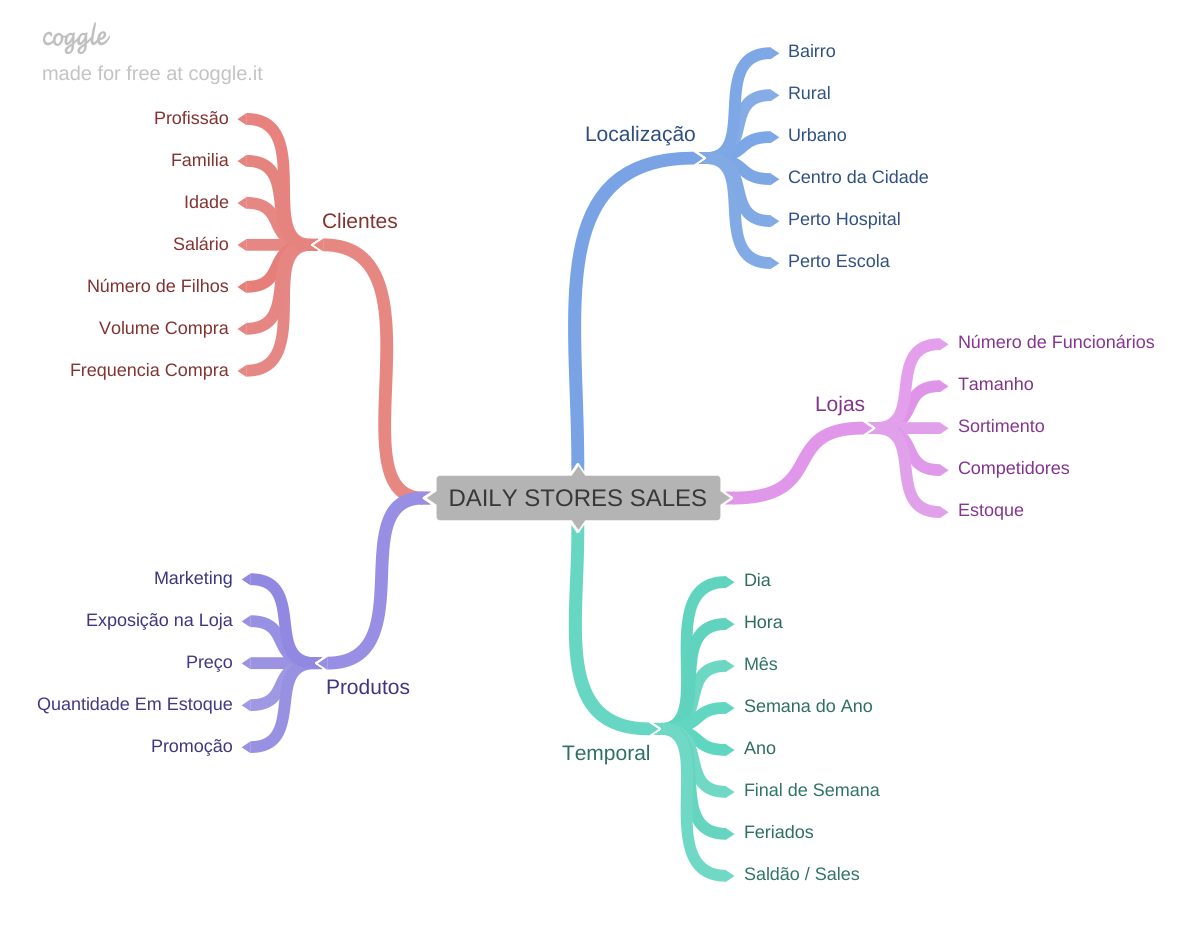 coggle
made for free at coggle.it
Clientes
Profissão
Familia
Idade
Salário
Número de Filhos
Volume Compra
Frequencia Compra
Localização
Bairro
Rural
Urbano
Centro da Cidade
Perto Hospital
Perto Escola
Lojas
Número de Funcionários
Tamanho
Sortimento
Competidores
Estoque
DAILY STORES SALES
Produtos
Marketing
Exposição na Loja
Preço
Quantidade Em Estoque
Promoção
Temporal
Dia
Hora
Mês
Semana do Ano
Ano
Final de Semana
Feriados
Saldão / Sales